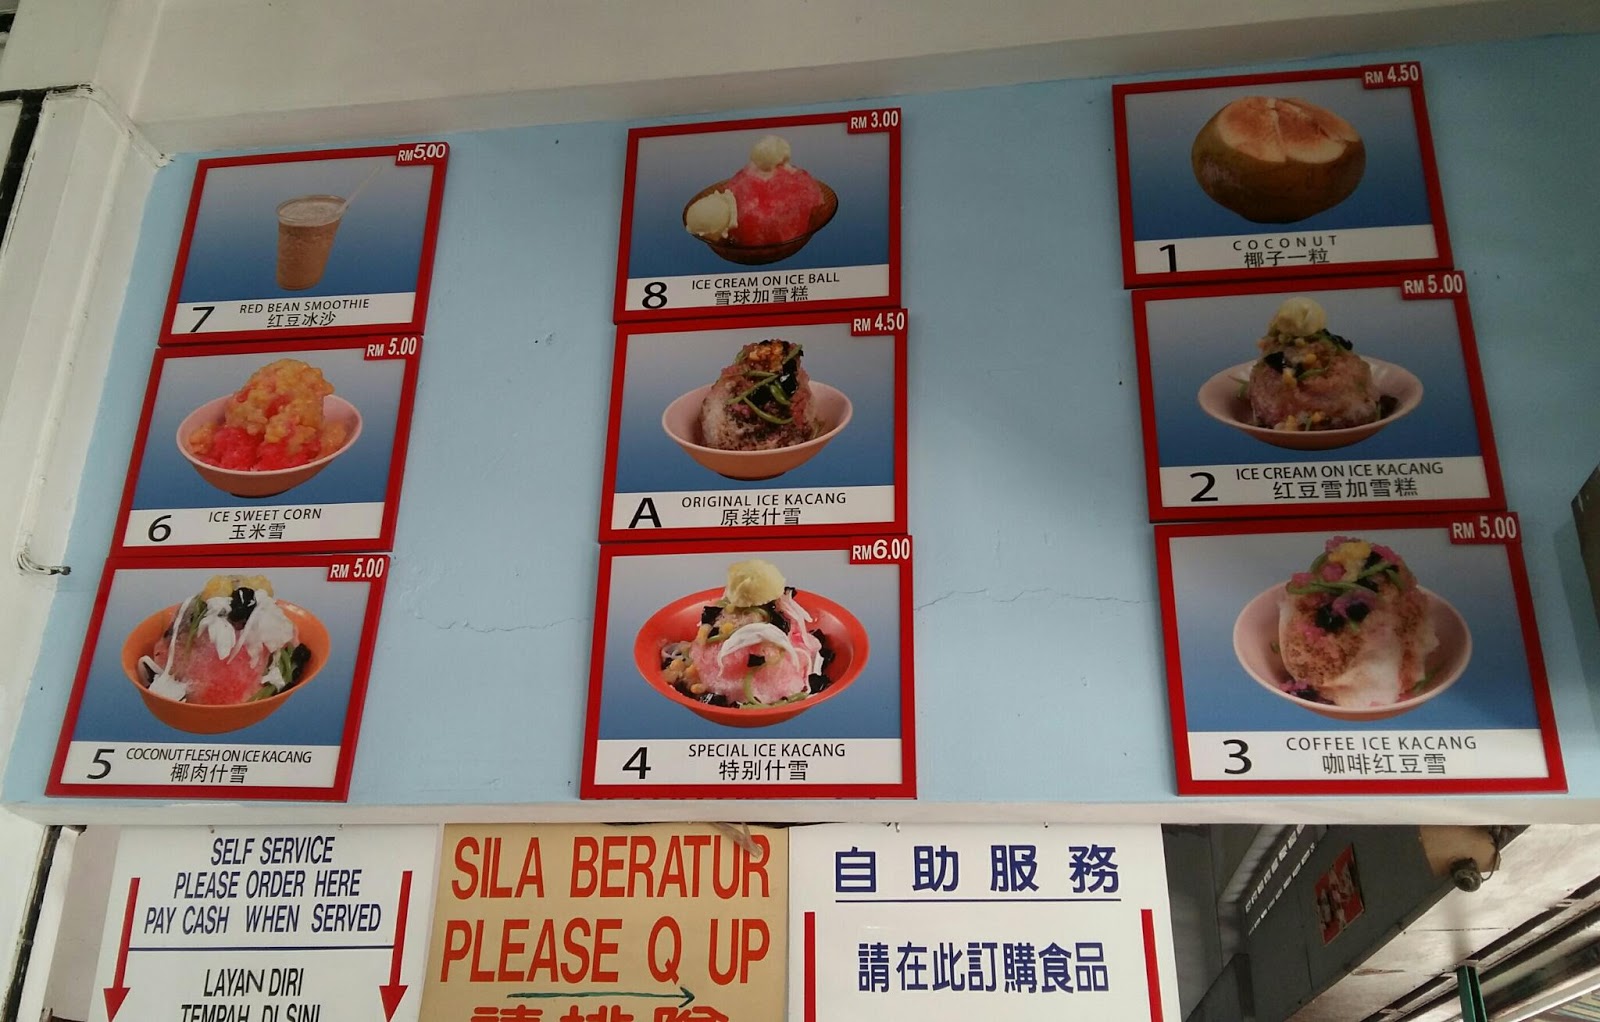 RM5.00
7
RED BEAN SMOOTHIE
红豆冰沙
RM 5.00
6
ICE SWEET CORN
玉米雪
RM 5.00
5
COCONUT FLESH ON ICE KACANG
椰肉什雪
RM 3.00
8
ICE CREAM ON ICE BALL
雪球加雪糕
RM 4.50
A
ORIGINAL ICE KACANG
原装什雪
RM6.00
4
SPECIAL ICE KACANG
特别什雪
RM 4.50
1
COCONUT
椰子一粒
RM 5.00
2
ICE CREAM ON ICE KACANG
红豆雪加雪糕
RM 5.00
3
COFFEE ICE KACANG
咖啡红豆雪
SELF SERVICE
PLEASE ORDER HERE
PAY CASH WHEN SERVED
LAYAN DIRI
TEMPAH DI SINI
SILA BERATUR
PLEASE Q UP
自助服務
請在此訂購食品